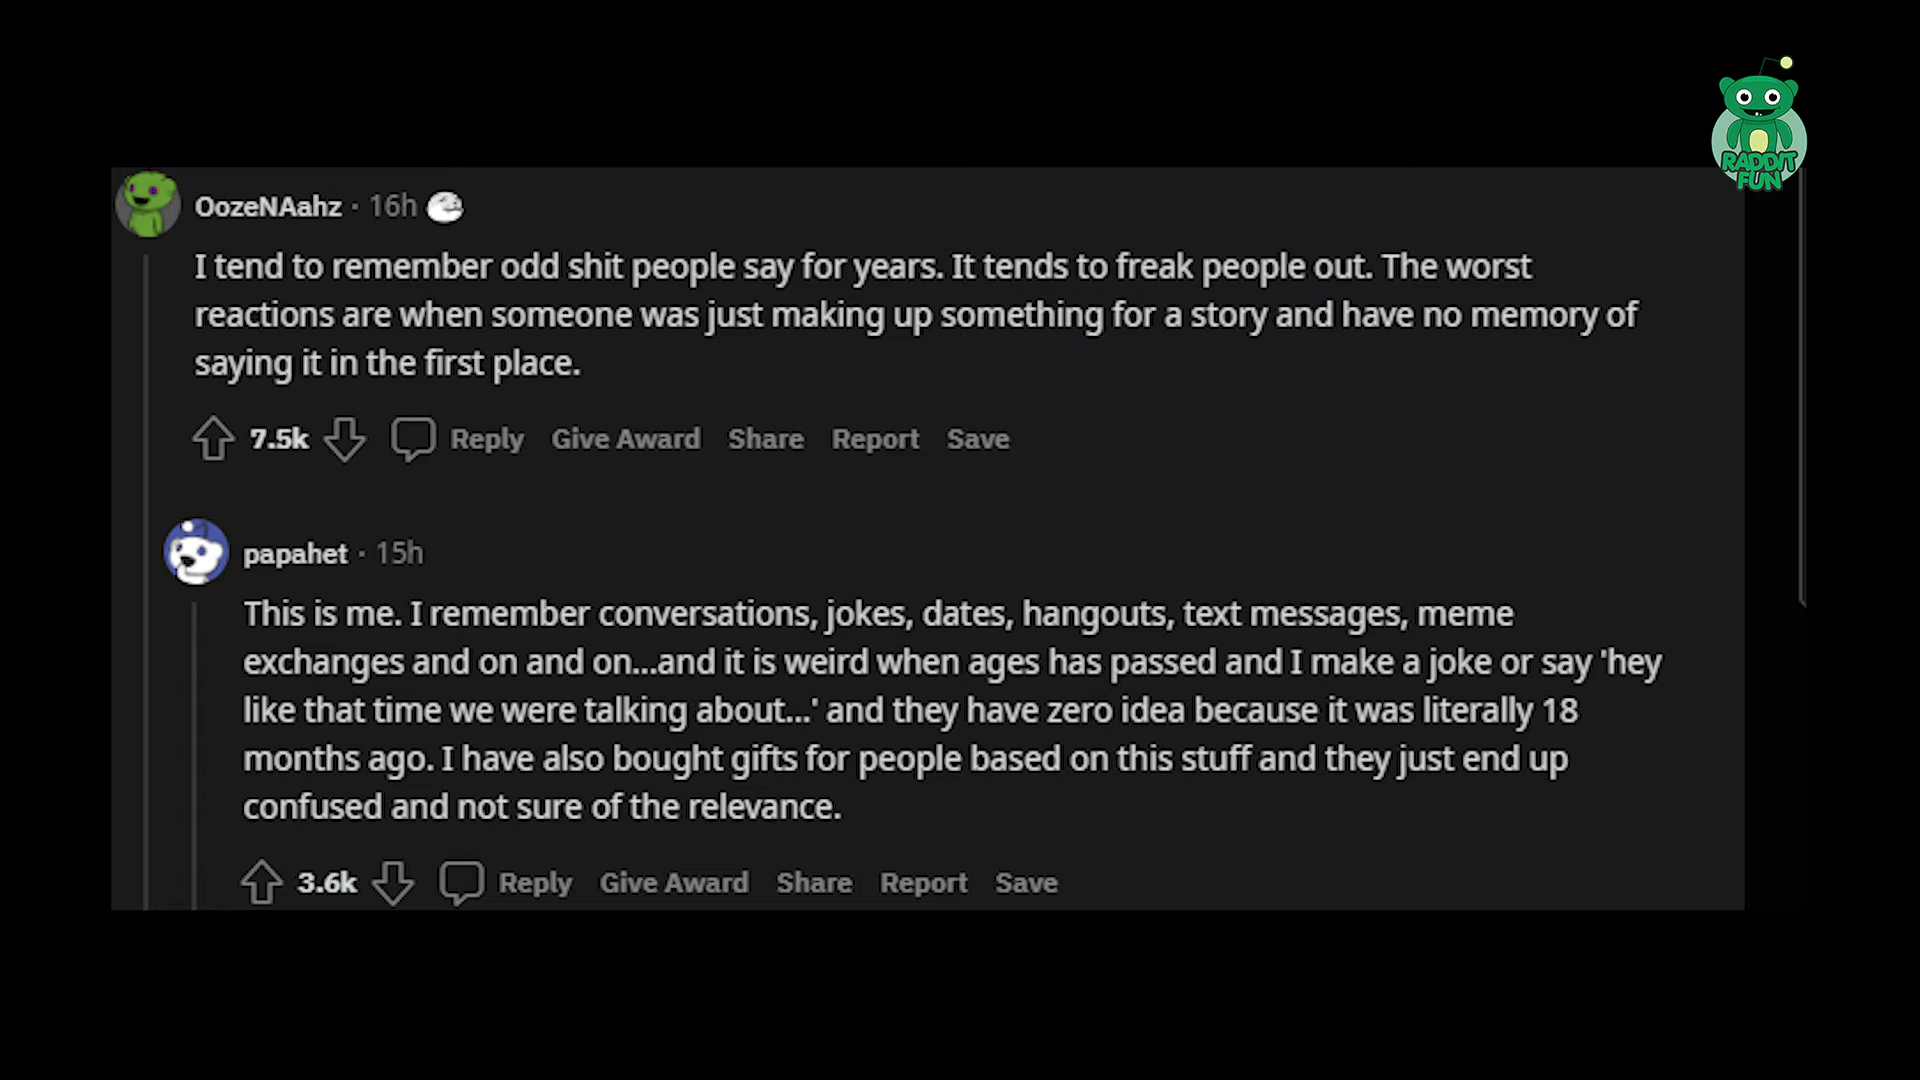 RADDIT
FUN
OozeNAahz · 16h
I tend to remember odd shit people say for years. It tends to freak people out. The worst
reactions are when someone was just making up something for a story and have no memory of
saying it in the first place.
7.5k Reply Give Award Share Report Save
papahet · 15h
This is me. I remember conversations, jokes, dates, hangouts, text messages, meme
exchanges and on and on...and it is weird when ages has passed and I make a joke or say 'hey
like that time we were talking about...' and they have zero idea because it was literally 18
months ago. I have also bought gifts for people based on this stuff and they just end up
confused and not sure of the relevance.
3.6k Reply Give Award Share Report Save